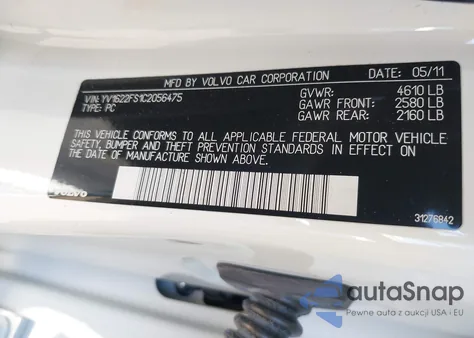 MFD BY VOLVO CAR CORPORATION DATE: 05/11
VIN: YV1622FS1C2056475 GVWR: 4610 LB
TYPE: PC GAWR FRONT: 2580 LB
GAWR REAR: 2160 LB
THIS VEHICLE CONFORMS TO ALL APPLICABLE FEDERAL MOTOR VEHICLE
SAFETY, BUMPER AND THEFT PREVENTION STANDARDS IN EFFECT ON
THE DATE OF MANUFACTURE SHOWN ABOVE.
VOLVO
31276842
autaSnap
Pewne auta z aukcji USA i EU